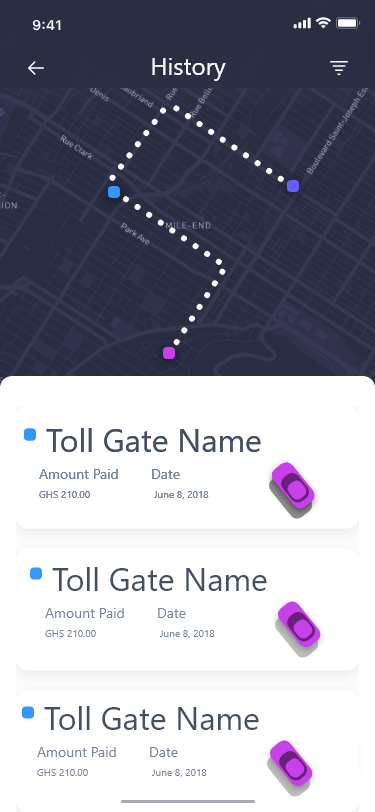 9:41
History
Denis
Rue Clark
Boulevard Saint-Joseph
MILE-END
Park Ave
Toll Gate Name
Amount Paid Date
GHS 210.00 June 8, 2018
Toll Gate Name
Amount Paid Date
GHS 210.00 June 8, 2018
Toll Gate Name
Amount Paid Date
GHS 210.00 June 8, 2018